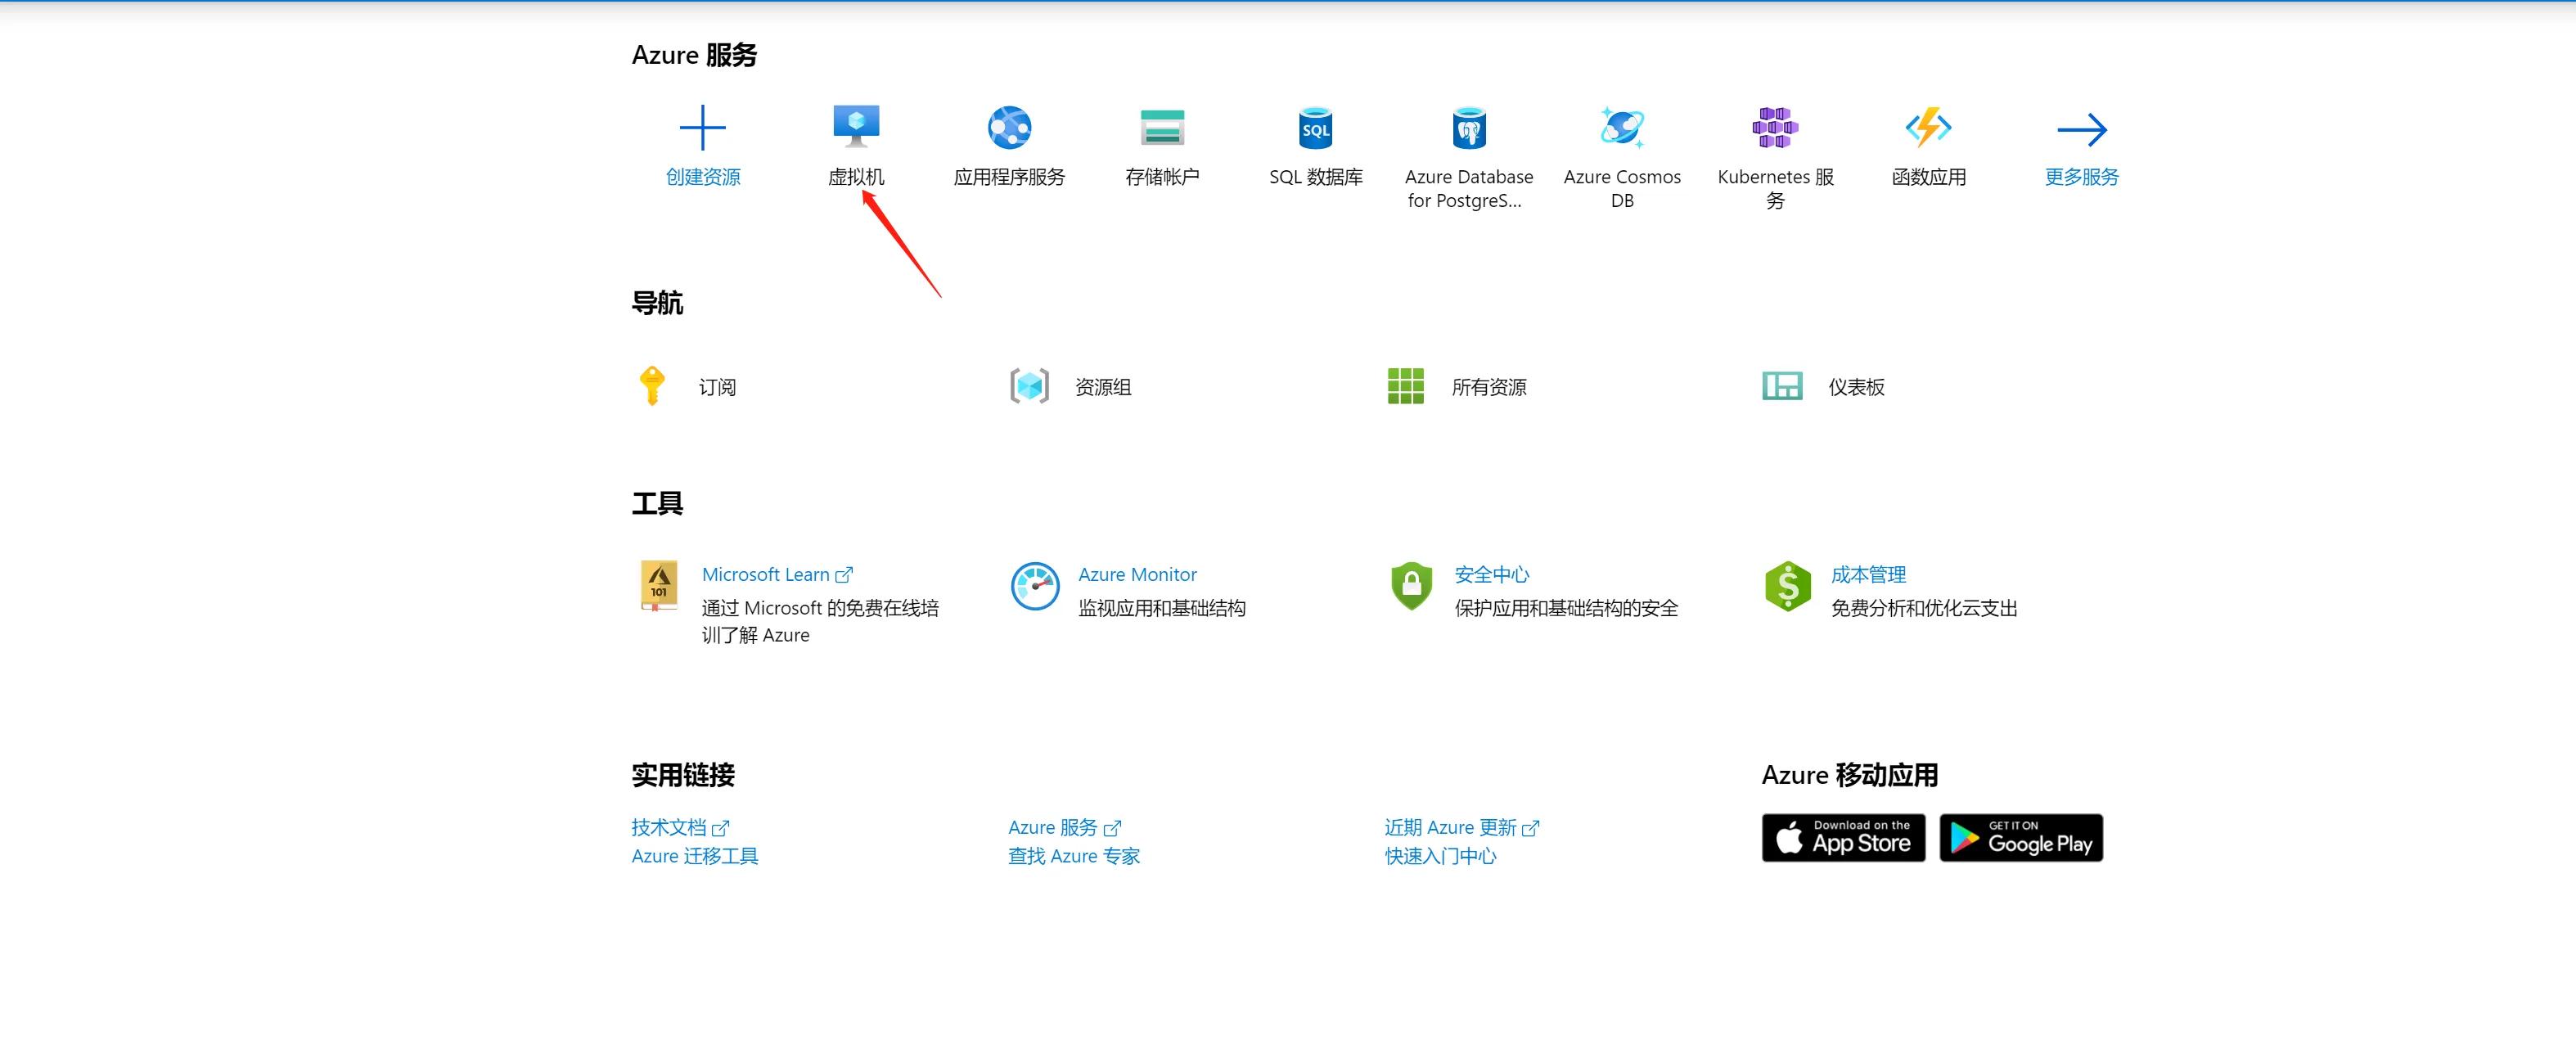 Azure 服务
创建资源
虚拟机
应用程序服务
存储帐户
SQL
SQL 数据库
Azure Database
for PostgreS...
Azure Cosmos
DB
Kubernetes 服
务
函数应用
更多服务
导航
订阅
资源组
所有资源
仪表板
工具
101
Microsoft Learn
通过 Microsoft 的免费在线培
训了解 Azure
Azure Monitor
监视应用和基础结构
安全中心
保护应用和基础结构的安全
$
成本管理
免费分析和优化云支出
实用链接
技术文档
Azure 迁移工具
Azure 服务
查找 Azure 专家
近期 Azure 更新
快速入门中心
Azure 移动应用
Download on the
App Store
GET IT ON
Google Play